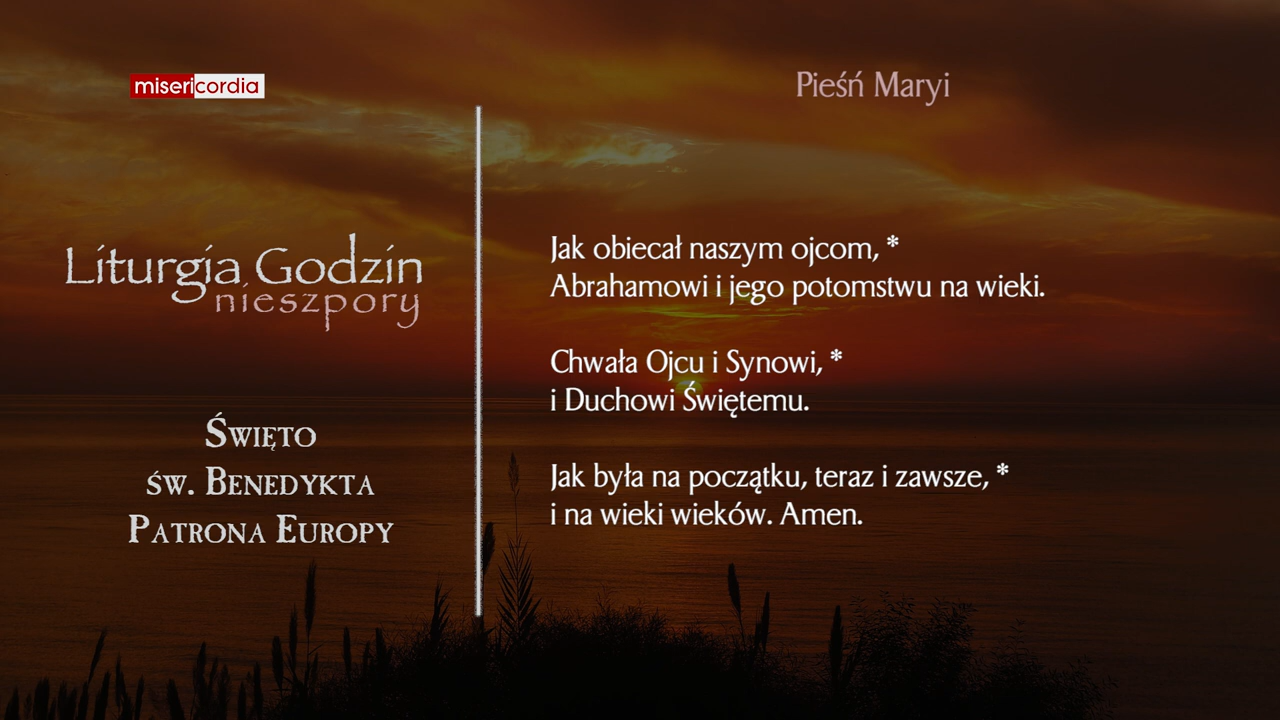 misericordia
Liturgia Godzin
nieszpory
Święto
św. Benedykta
Patrona Europy
Pieśń Maryi
Jak obiecał naszym ojcom, *
Abrahamowi i jego potomstwu na wieki.
Chwała Ojcu i Synowi, *
i Duchowi Świętemu.
Jak była na początku, teraz i zawsze, *
i na wieki wieków. Amen.